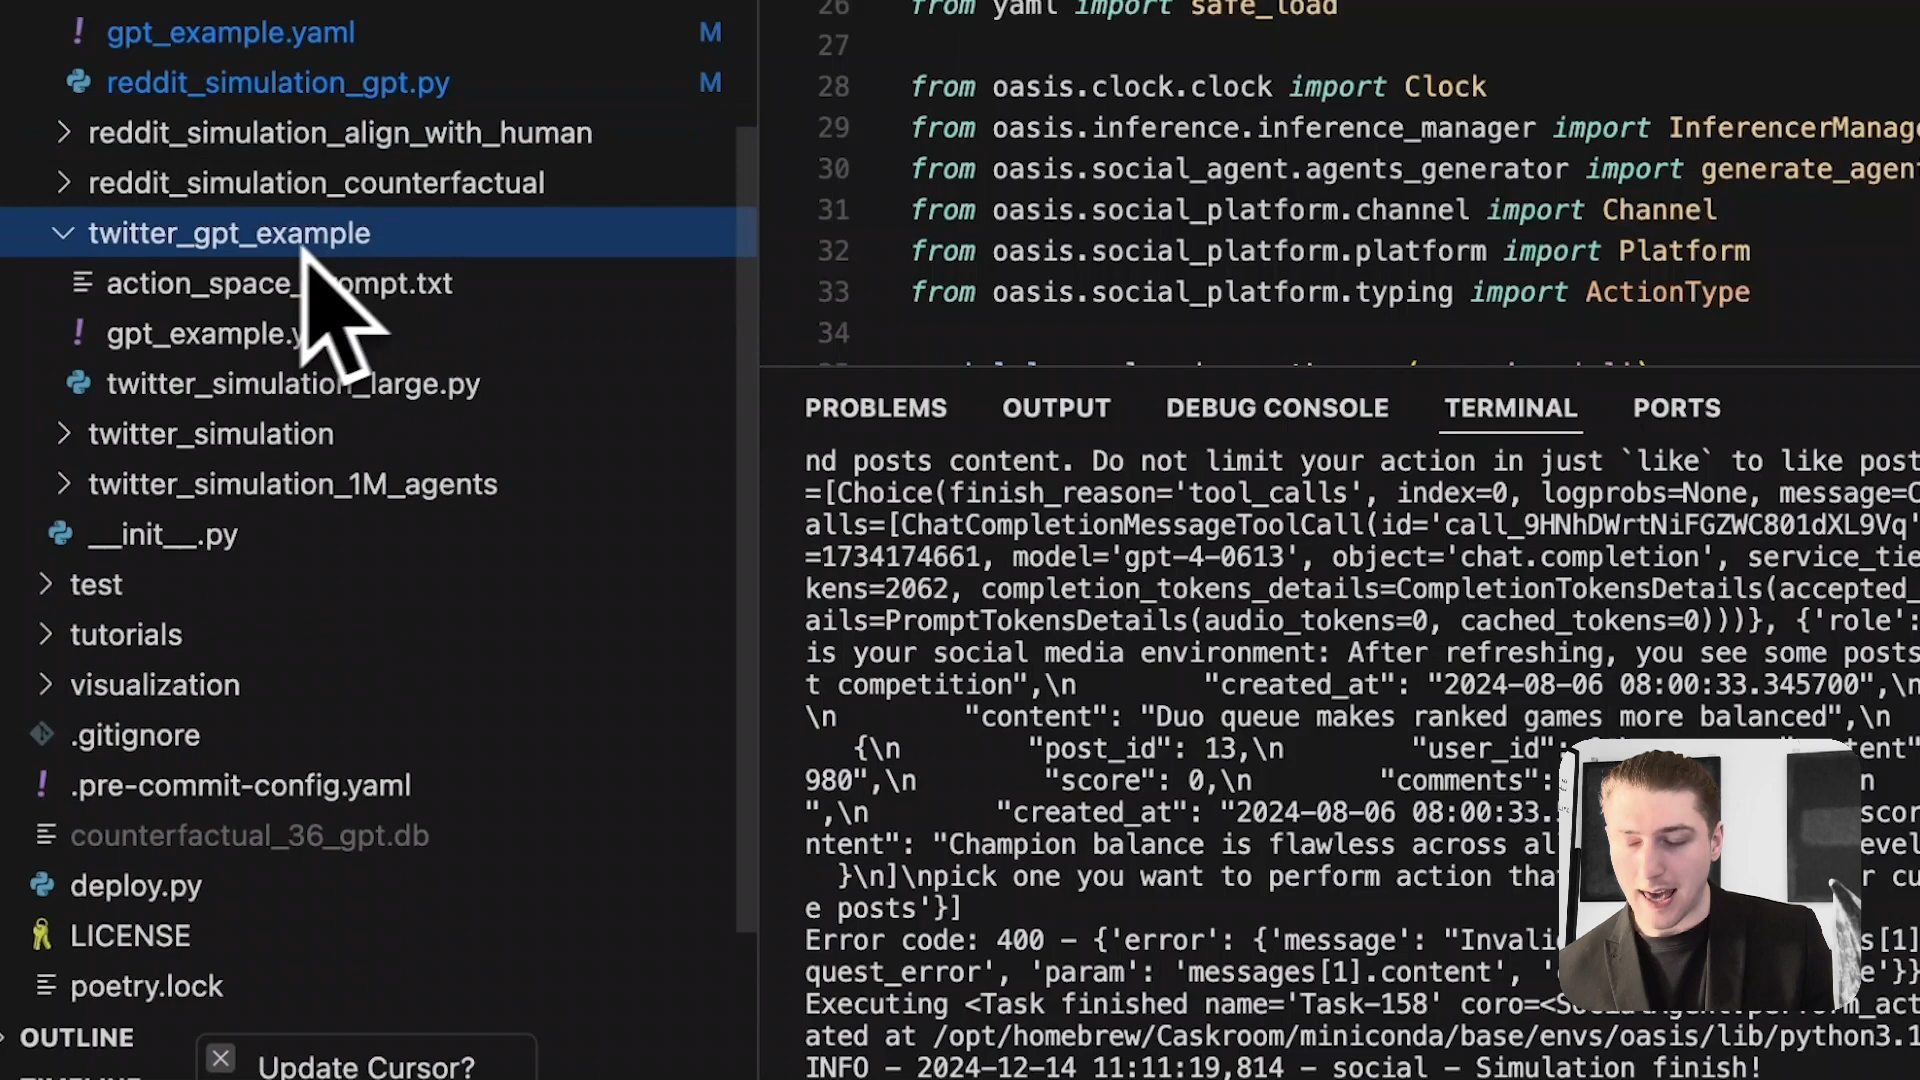 gpt_example.yaml M
reddit_simulation_gpt.py M
reddit_simulation_align_with_human
reddit_simulation_counterfactual
twitter_gpt_example
action_space_ ompt.txt
gpt_example.y
twitter_simulation_large.py
twitter_simulation
twitter_simulation_1M_agents
__init__.py
test
tutorials
visualization
.gitignore
.pre-commit-config.yaml
counterfactual_36_gpt.db
deploy.py
LICENSE
poetry.lock
OUTLINE
Update Cursor?
26 from yaml import safe_load
27
28 from oasis.clock.clock import Clock
29 from oasis.inference.inference_manager import InferencerManage
30 from oasis.social_agent.agents_generator import generate_agent
31 from oasis.social_platform.channel import Channel
32 from oasis.social_platform.platform import Platform
33 from oasis.social_platform.typing import ActionType
34
PROBLEMS OUTPUT DEBUG CONSOLE TERMINAL PORTS
nd posts content. Do not limit your action in just `like` to like post
=[Choice(finish_reason='tool_calls', index=0, logprobs=None, message=C
alls=[ChatCompletionMessageToolCall(id='call_9HNhDWrtNiFGZWC801dXL9Vq'
=1734174661, model='gpt-4-0613', object='chat.completion', service_tie
kens=2062, completion_tokens_details=CompletionTokensDetails(accepted_
ails=PromptTokensDetails(audio_tokens=0, cached_tokens=0)))}, {'role':
is your social media environment: After refreshing, you see some posts
t competition",\n "created_at": "2024-08-06 08:00:33.345700",\n
\n "content": "Duo queue makes ranked games more balanced",\n
{\n "post_id": 13,\n "user_id": tent"
980",\n "score": 0,\n "comments": n
",\n "created_at": "2024-08-06 08:00:33. scor
ntent": "Champion balance is flawless across al evel
}\n]\npick one you want to perform action tha r cu
e posts'}]
Error code: 400 - {'error': {'message': "Invali s[1]
quest_error', 'param': 'messages[1].content', ' e'}}
Executing <Task finished name='Task-158' coro=<S m_act
ated at /opt/homebrew/Caskroom/miniconda/base/envs/oasis/lib/python3.1
INFO - 2024-12-14 11:11:19,814 - social - Simulation finish!